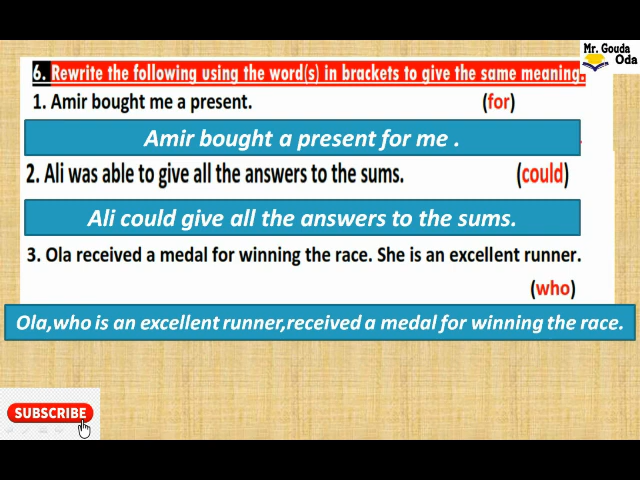 Mr. Gouda
Oda
6. Rewrite the following using the word(s) in brackets to give the same meaning.
1. Amir bought me a present. (for)
Amir bought a present for me .
2. Ali was able to give all the answers to the sums. (could)
Ali could give all the answers to the sums.
3. Ola received a medal for winning the race. She is an excellent runner.
(who)
Ola,who is an excellent runner,received a medal for winning the race.
SUBSCRIBE